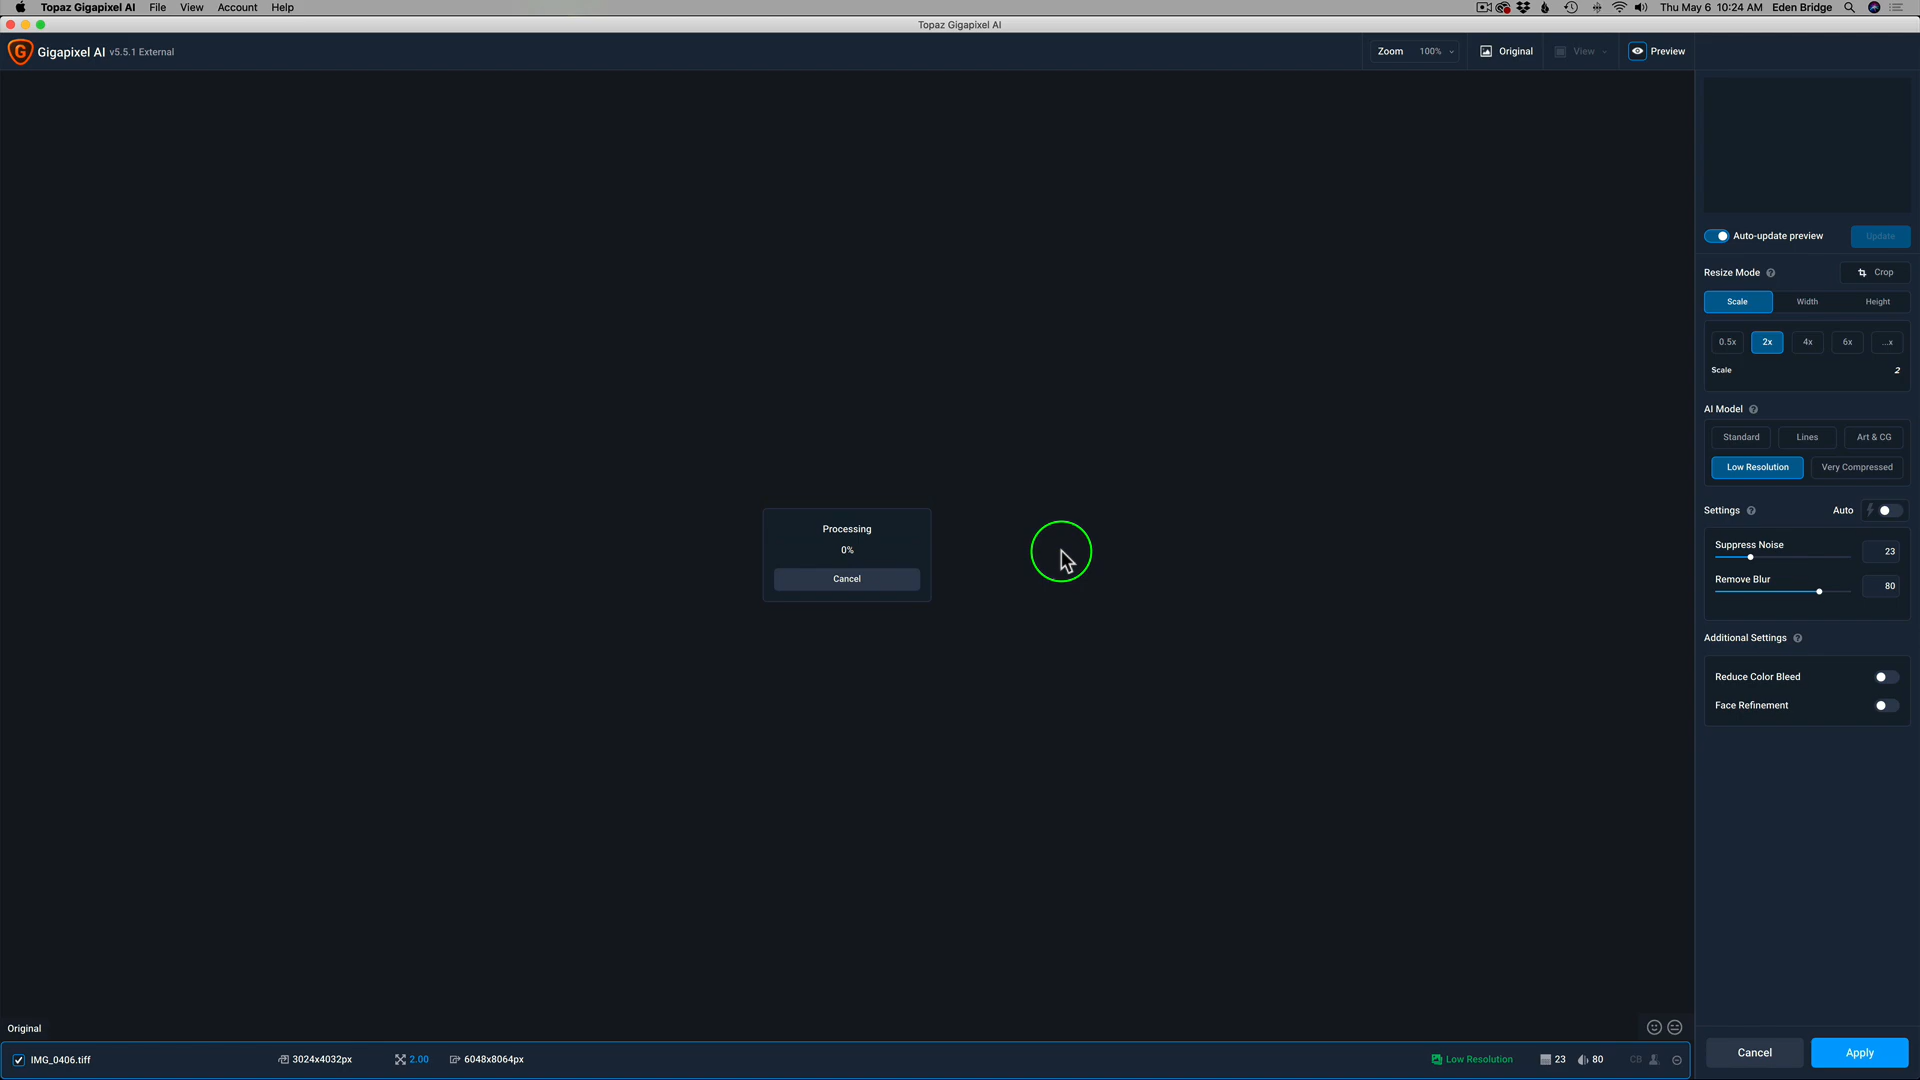 Topaz Gigapixel AI File View Account Help
Thu May 6 10:24 AM Eden Bridge
Topaz Gigapixel AI
Gigapixel AI v5.5.1 External
Zoom 100% Original View Preview
Auto-update preview Update
Resize Mode Crop
Scale Width Height
0.5x 2x 4x 6x ...x
Scale 2
AI Model
Standard Lines Art & CG
Low Resolution Very Compressed
Settings Auto
Suppress Noise 23
Remove Blur 80
Additional Settings
Reduce Color Bleed
Face Refinement
Processing
0%
Cancel
Original
IMG_0406.tiff 3024x4032px 2.00 6048x8064px Low Resolution 23 80 CB
Cancel Apply